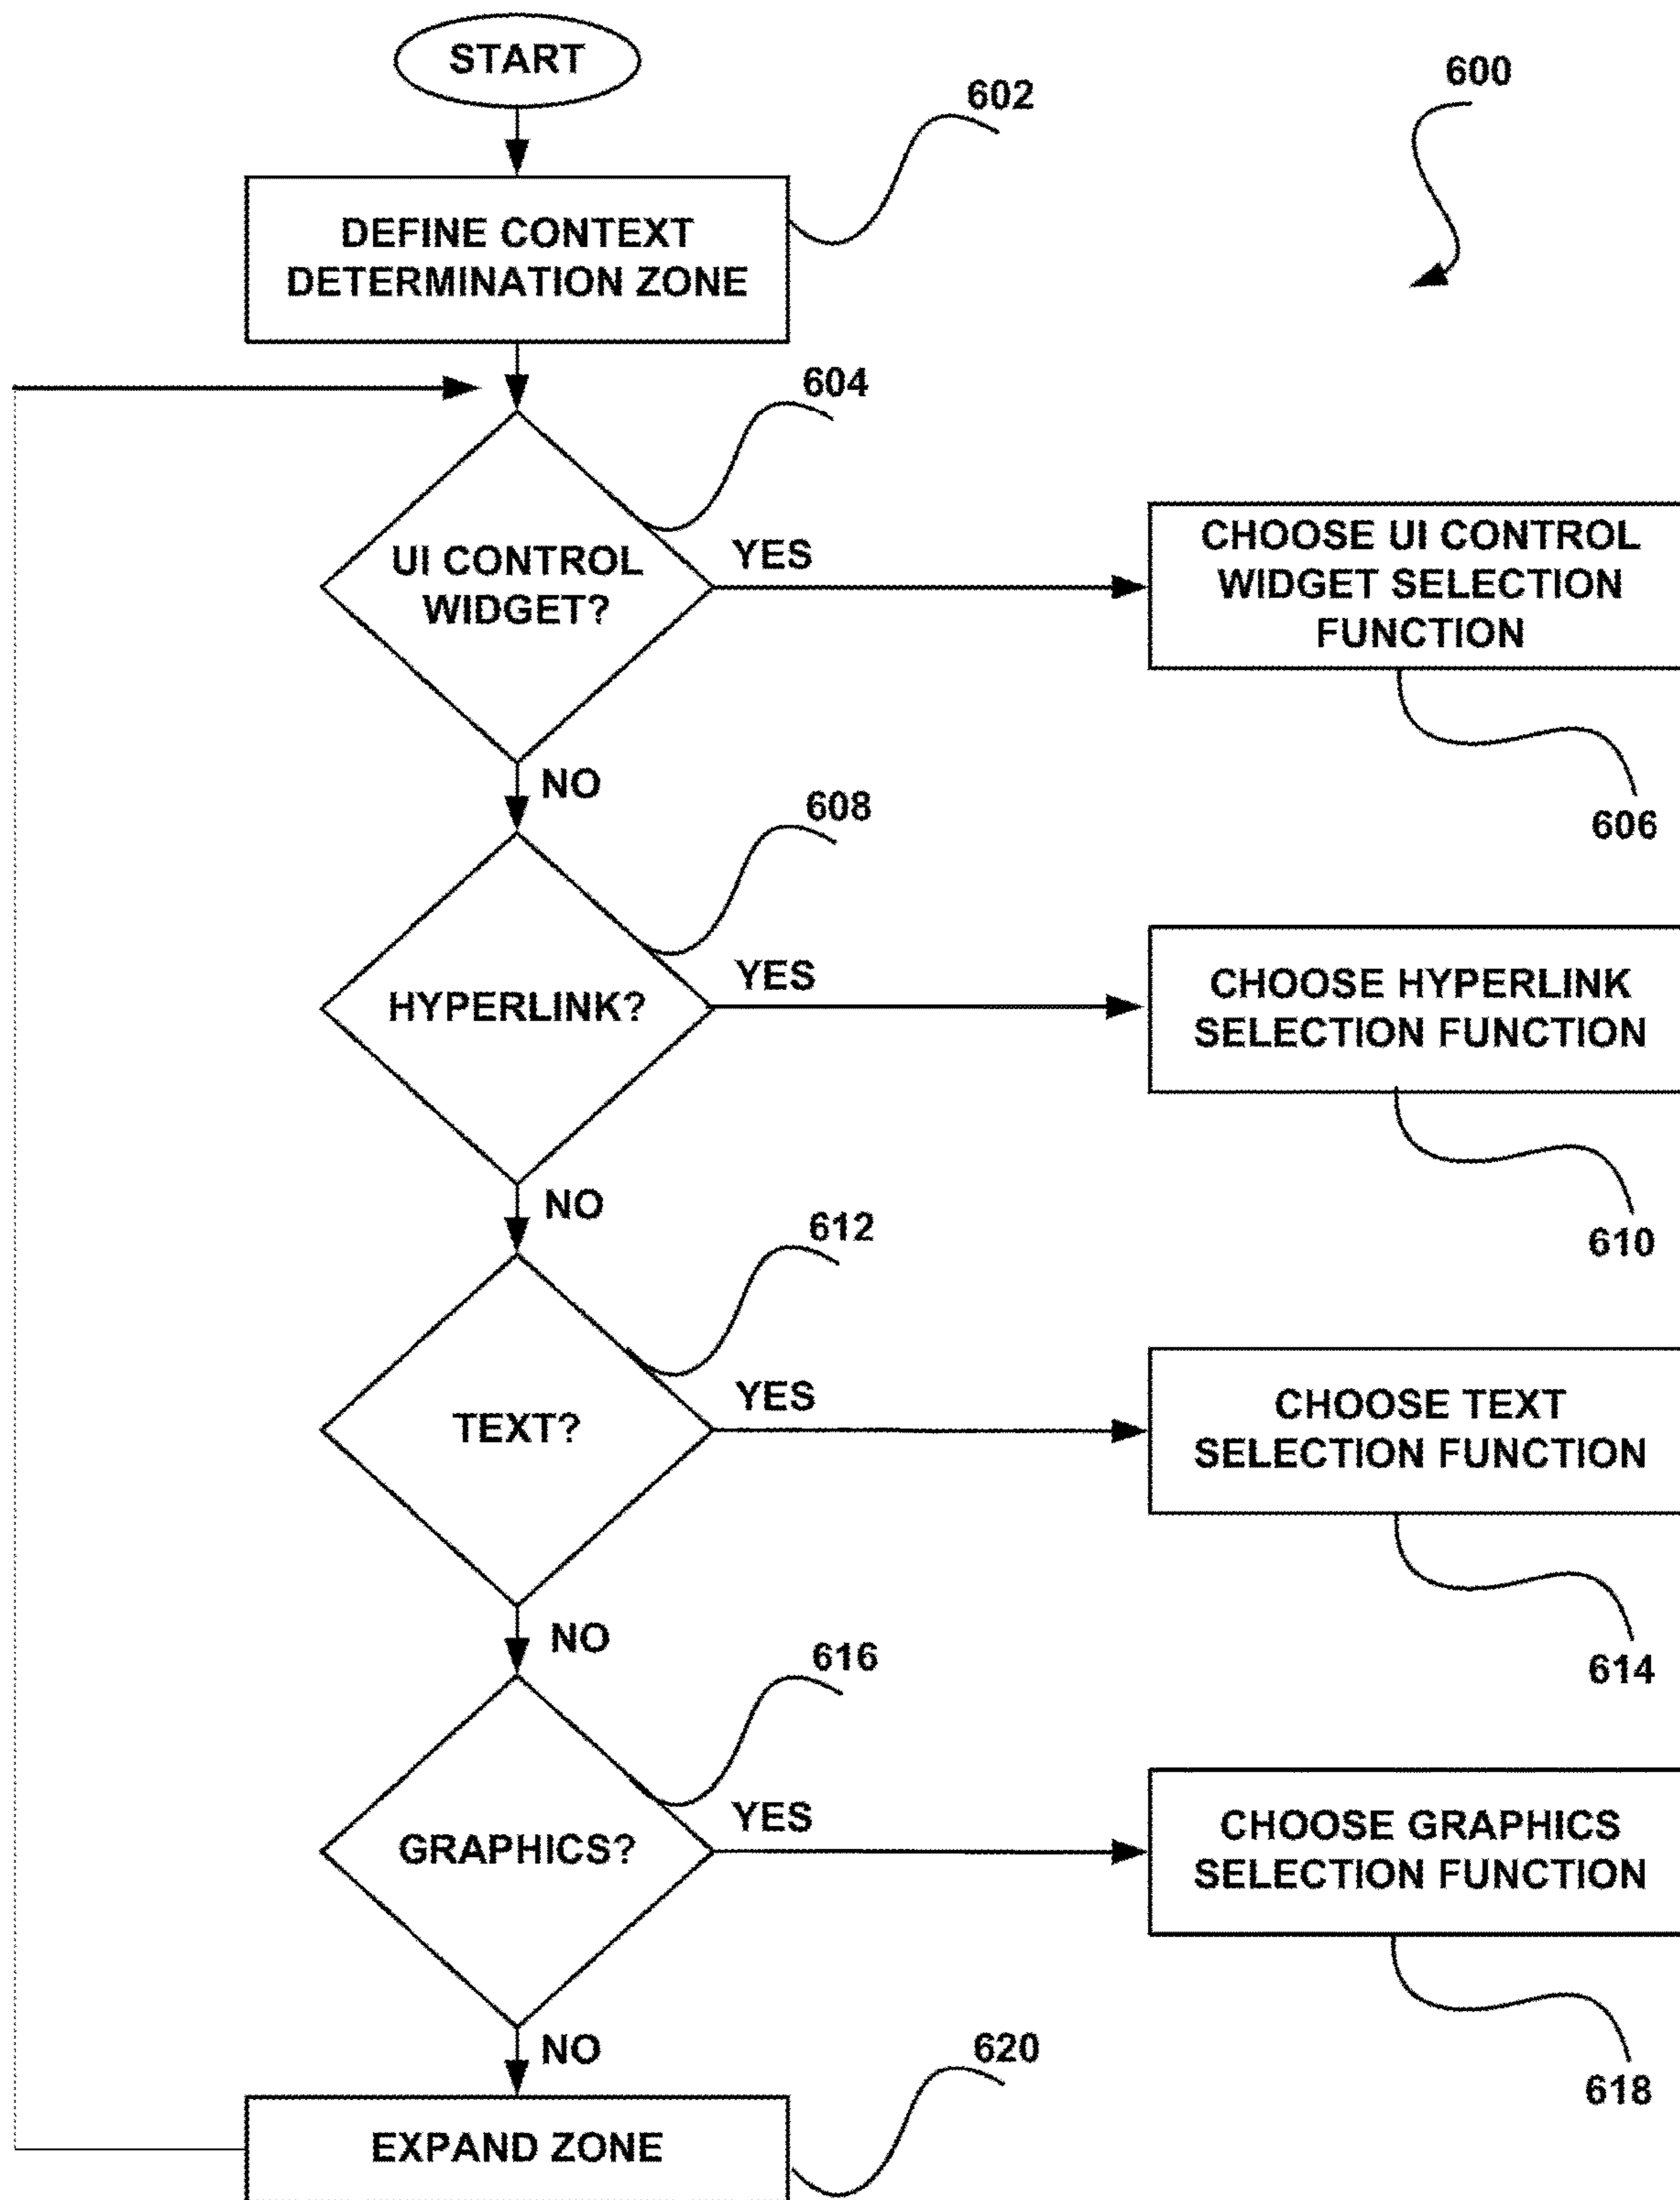 START
600
602
DEFINE CONTEXT
DETERMINATION ZONE
604
UI CONTROL
WIDGET?
YES
CHOOSE UI CONTROL
WIDGET SELECTION
FUNCTION
606
NO
608
HYPERLINK?
YES
CHOOSE HYPERLINK
SELECTION FUNCTION
610
NO
612
TEXT?
YES
CHOOSE TEXT
SELECTION FUNCTION
614
NO
616
GRAPHICS?
YES
CHOOSE GRAPHICS
SELECTION FUNCTION
618
NO
620
EXPAND ZONE